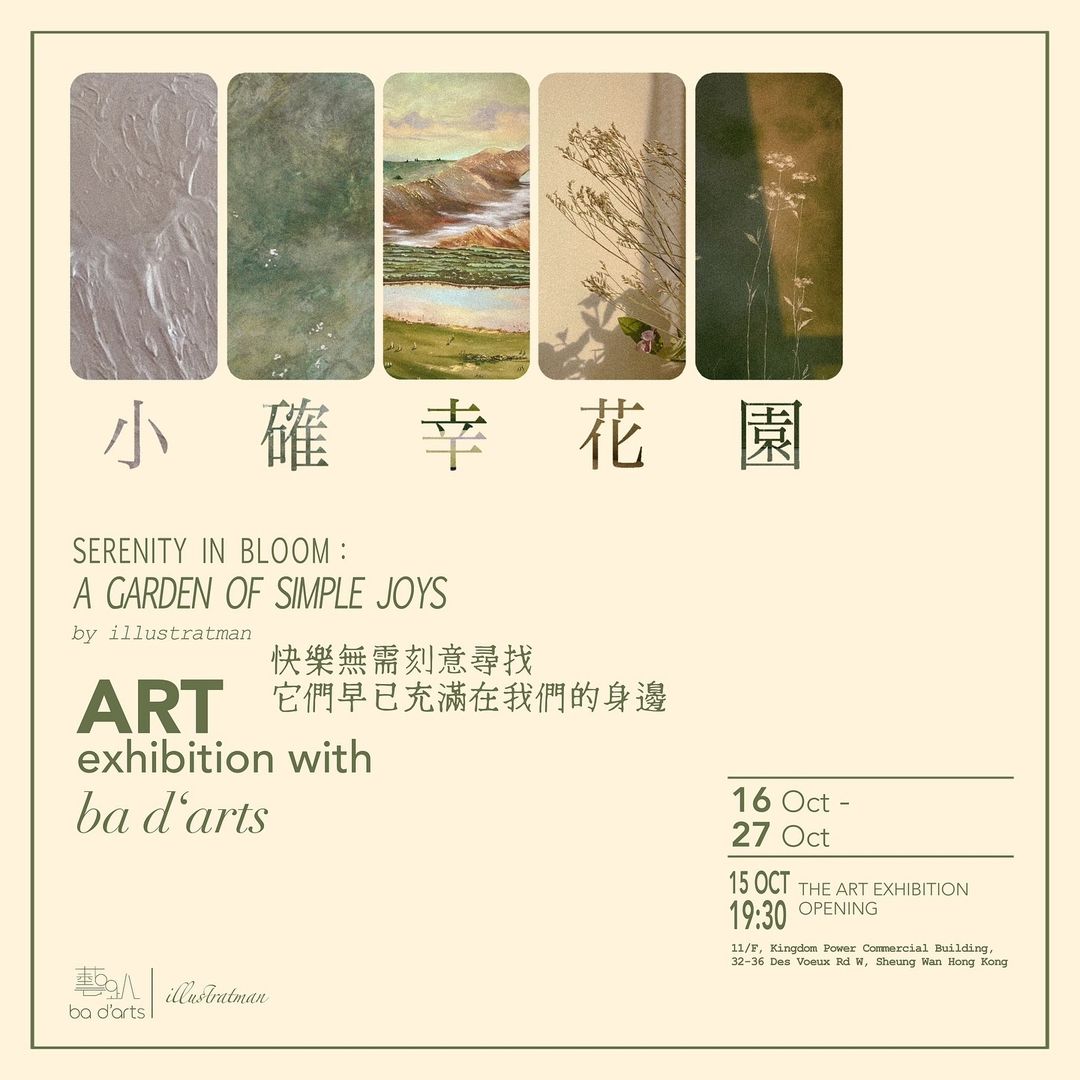 小確幸花園
SERENITY IN BLOOM :
A GARDEN OF SIMPLE JOYS
by illustratman
快樂無需刻意尋找
它們早已充滿在我們的身邊
ART
exhibition with
ba d‘arts
16 Oct -
27 Oct
15 OCT
19:30
THE ART EXHIBITION
OPENING
11/F, Kingdom Power Commercial Building,
32-36 Des Voeux Rd W, Sheung Wan Hong Kong
藝趴
ba d'arts
illustratman